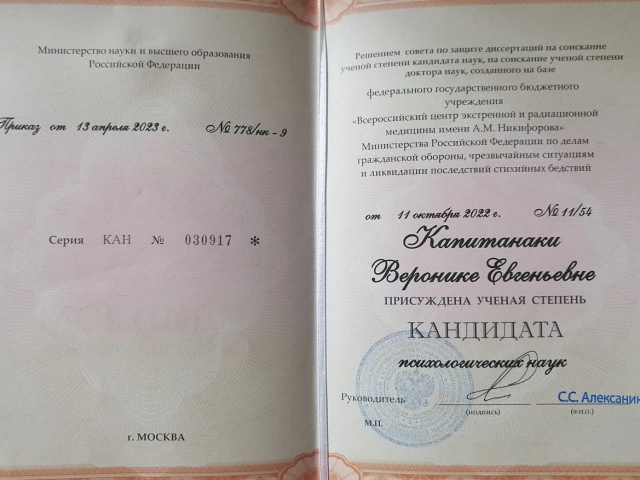 Министерство науки и высшего образования
Российской Федерации
Приказ от 13 апреля 2023 г. № 778/нк - 9
Серия КАН № 030917 *
г. МОСКВА
Решением совета по защите диссертаций на соискание
ученой степени кандидата наук, на соискание ученой степени
доктора наук, созданного на базе
федерального государственного бюджетного
учреждения
«Всероссийский центр экстренной и радиационной
медицины имени А.М. Никифорова»
Министерства Российской Федерации по делам
гражданской обороны, чрезвычайным ситуациям
и ликвидации последствий стихийных бедствий
от 11 октября 2022 г. № 11/54
Капитанаки
Веронике Евгеньевне
ПРИСУЖДЕНА УЧЕНАЯ СТЕПЕНЬ
КАНДИДАТА
психологических наук
Руководитель
С.С. Алексанин
(подпись) (ф.и.о.)
М.П.